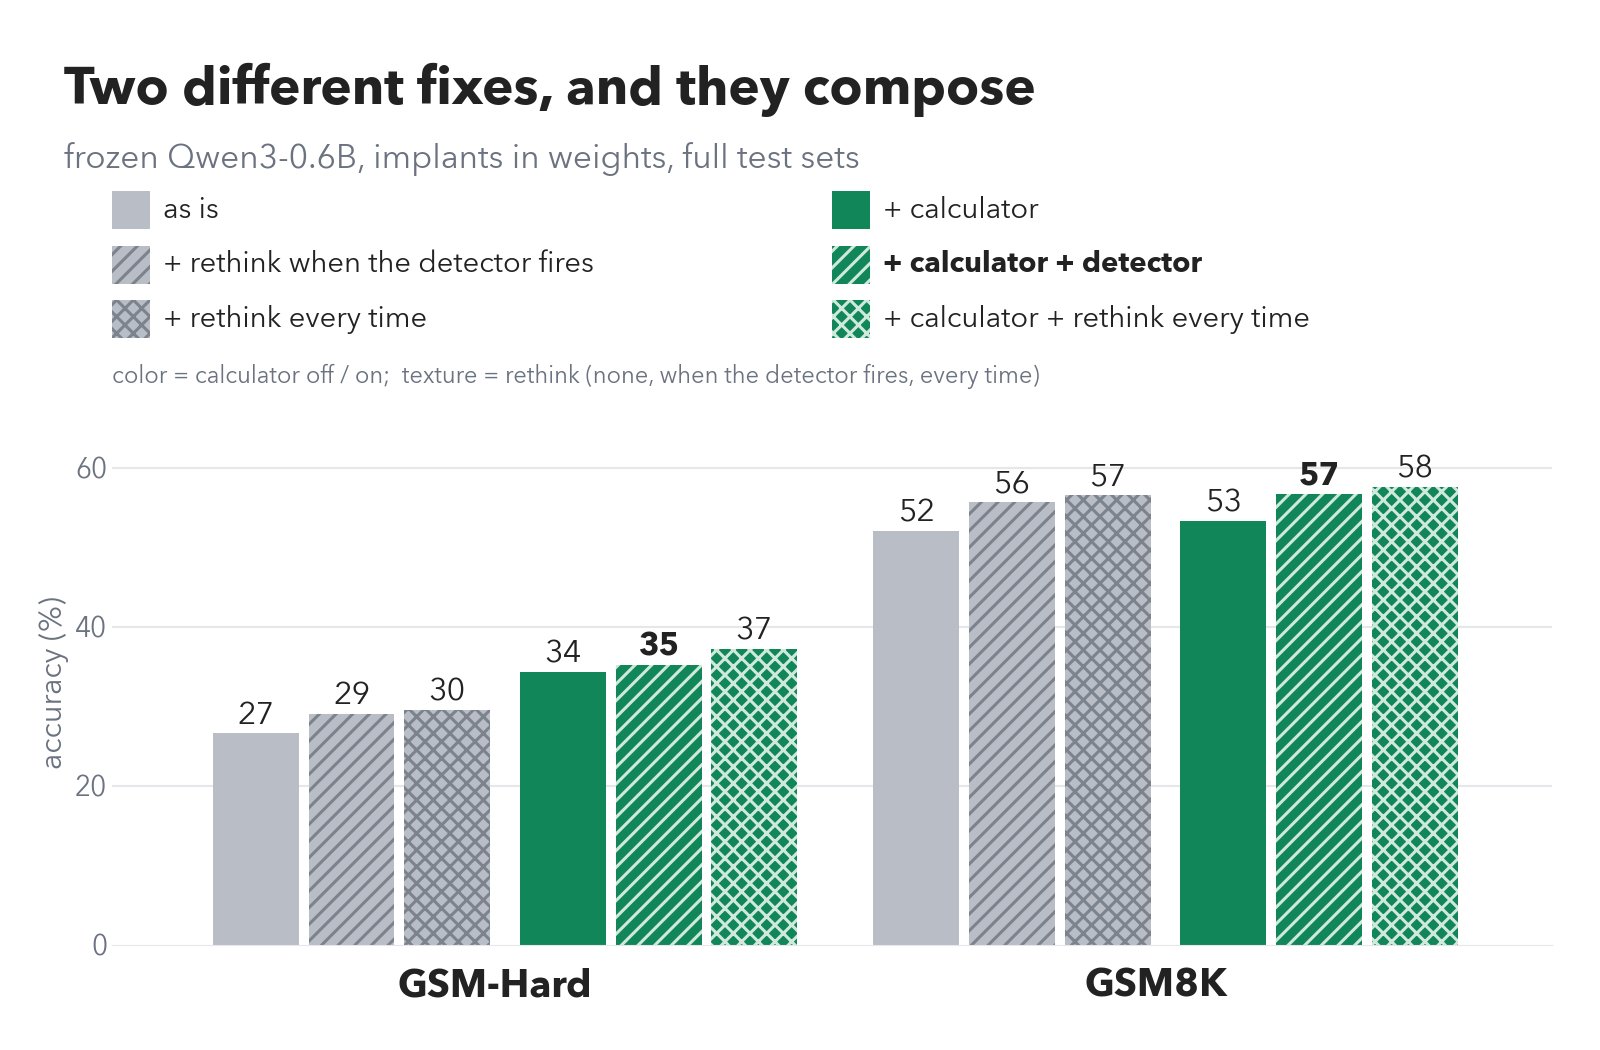 Two different fixes, and they compose
frozen Qwen3-0.6B, implants in weights, full test sets
as is
+ rethink when the detector fires
+ rethink every time
+ calculator
+ calculator + detector
+ calculator + rethink every time
color = calculator off / on;  texture = rethink (none, when the detector fires, every time)
accuracy (%)
60
40
20
0
27
29
30
34
35
37
52
56
57
53
57
58
GSM-Hard
GSM8K